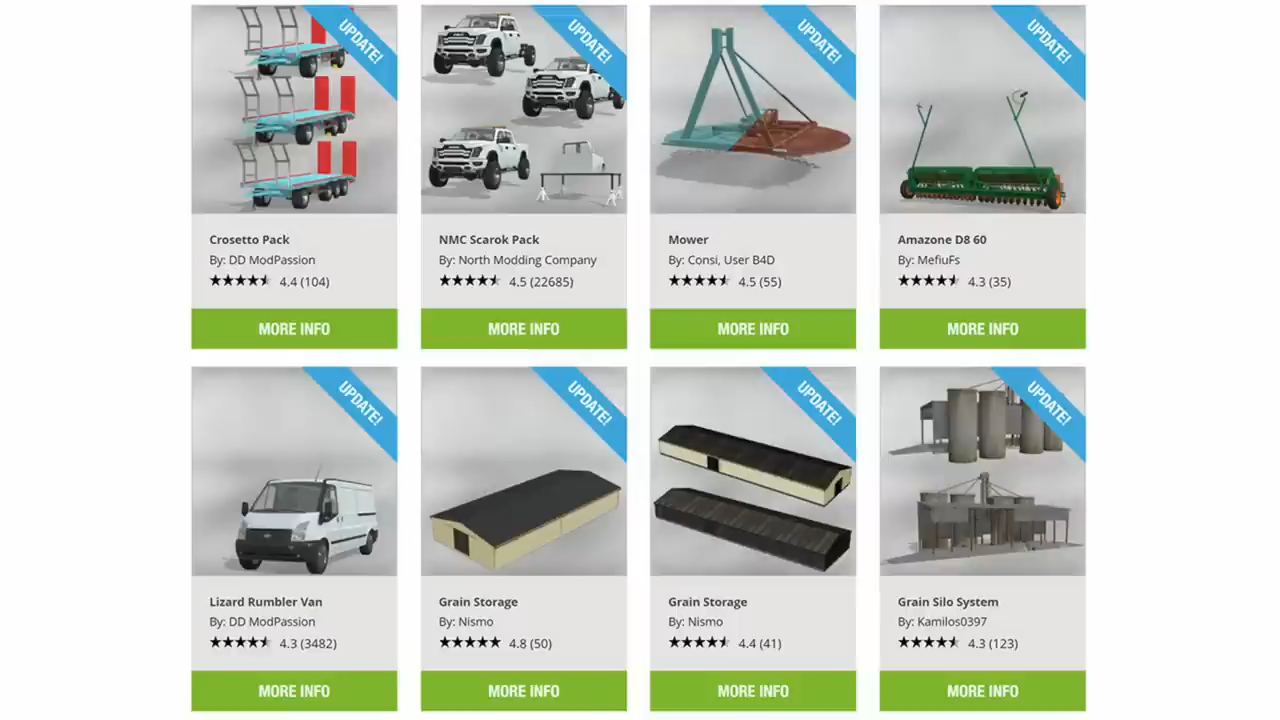 UPDATE!
UPDATE!
UPDATE!
UPDATE!
Crosetto Pack
By: DD ModPassion
4.4 (104)
MORE INFO
NMC Scarok Pack
By: North Modding Company
4.5 (22685)
MORE INFO
Mower
By: Consi, User B4D
4.5 (55)
MORE INFO
Amazone D8 60
By: MefiuFs
4.3 (35)
MORE INFO
UPDATE!
UPDATE!
UPDATE!
UPDATE!
Lizard Rumbler Van
By: DD ModPassion
4.3 (3482)
MORE INFO
Grain Storage
By: Nismo
4.8 (50)
MORE INFO
Grain Storage
By: Nismo
4.4 (41)
MORE INFO
Grain Silo System
By: Kamilos0397
4.3 (123)
MORE INFO